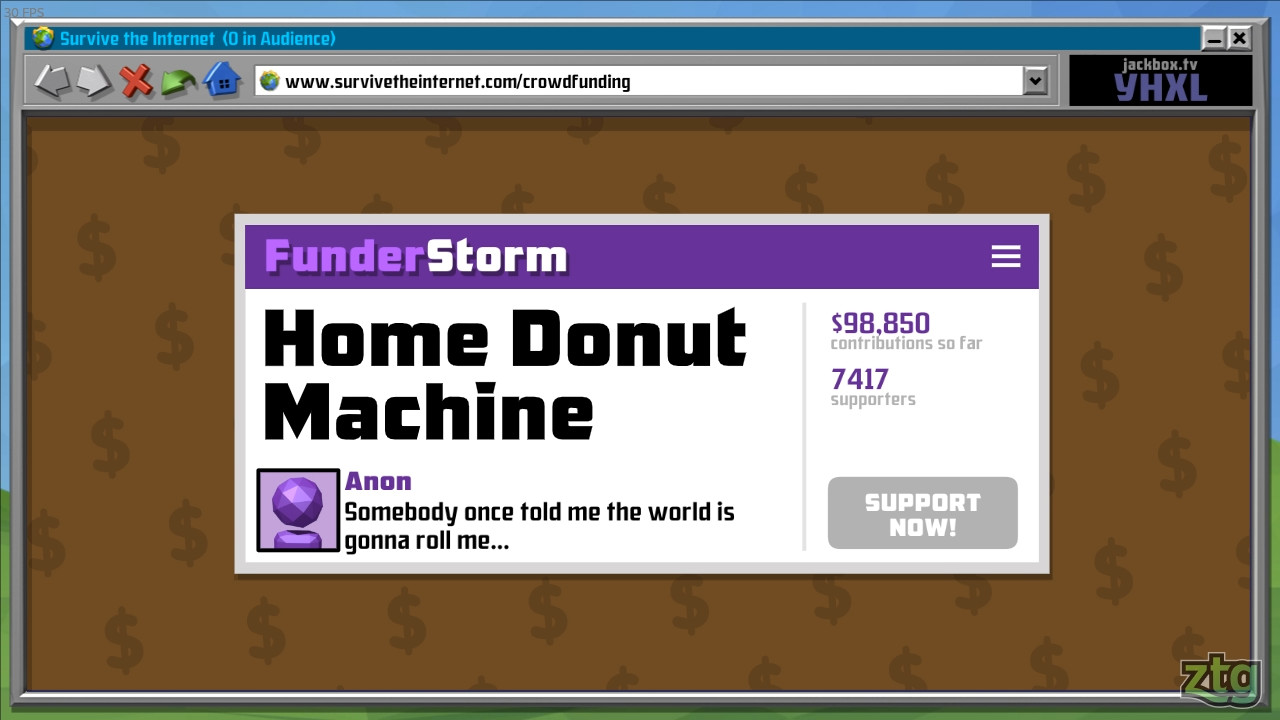 30 FPS
Survive the Internet (0 in Audience)
www.survivetheinternet.com/crowdfunding
jackbox.tv
YHXL
FunderStorm
Home Donut
Machine
$98,850
contributions so far
7417
supporters
Anon
Somebody once told me the world is
gonna roll me...
SUPPORT
NOW!
ztg